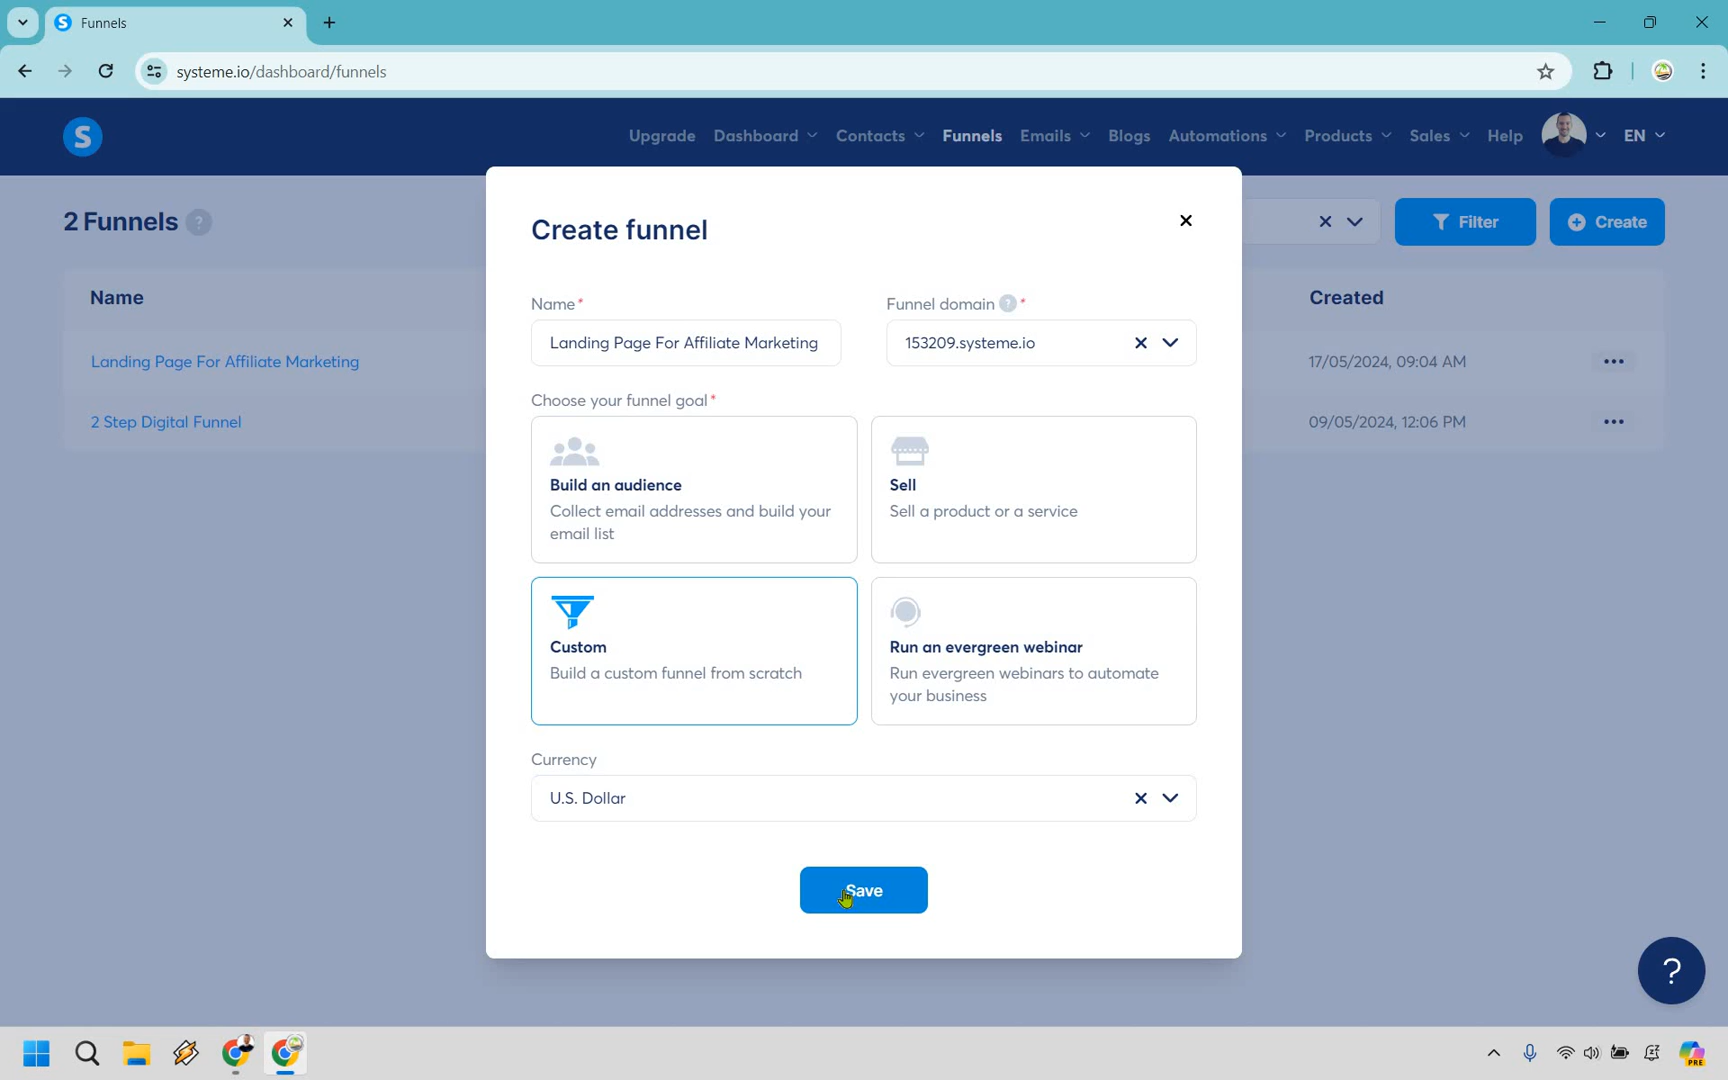 Funnels
systeme.io/dashboard/funnels
S
Upgrade Dashboard Contacts Funnels Emails Blogs Automations Products Sales Help EN
2 Funnels ?
Filter
Create
Name
Created
Landing Page For Affiliate Marketing
17/05/2024, 09:04 AM
2 Step Digital Funnel
09/05/2024, 12:06 PM
Create funnel
Name*
Funnel domain ? *
Landing Page For Affiliate Marketing
153209.systeme.io
Choose your funnel goal*
Build an audience
Collect email addresses and build your
email list
Sell
Sell a product or a service
Custom
Build a custom funnel from scratch
Run an evergreen webinar
Run evergreen webinars to automate
your business
Currency
U.S. Dollar
Save
?
PRE